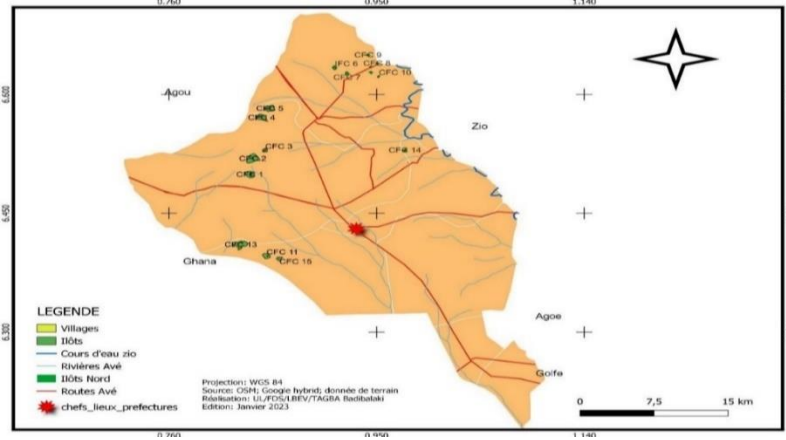 0.760 0.950 1.140
CFC 9
IFC 6 CFC 8
CFC 7 CFC 10
Agou
6.600
CFC 5
CFC 4
Zio
CFC 3
CFC 14
CFC 2
CFC 1
6.450
CFC 13
CFC 11
Ghana
CFC 15
LEGENDE
Villages
Ilôts
Cours d'eau zio
Rivières Avé
Ilôts Nord
Routes Avé
chefs_lieux_prefectures
6.300
Agoe
Golfe
Projection: WGS 84
Source: OSM; Google hybrid; donnée de terrain
Réalisation: UL/FDS/LBEV/TAGBA Badibalaki
Edition: Janvier 2023
0 7,5 15 km
0.760 0.950 1.140